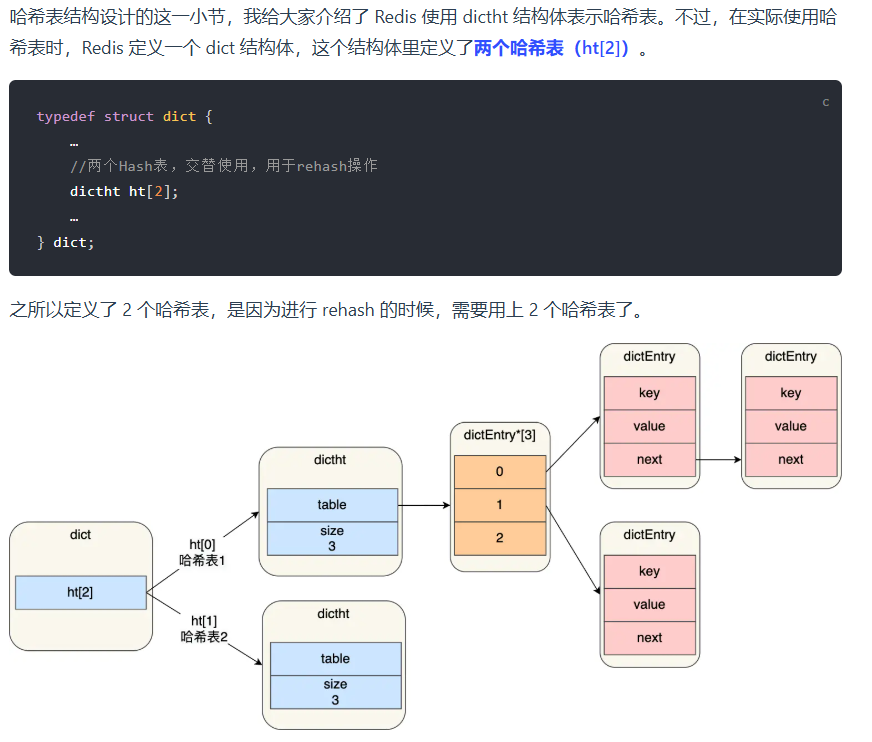 哈希表结构设计的这一小节，我给大家介绍了 Redis 使用 dictht 结构体表示哈希表。不过，在实际使用哈
希表时，Redis 定义一个 dict 结构体，这个结构体里定义了两个哈希表（ht[2]）。
c
typedef struct dict {
…
//两个Hash表，交替使用，用于rehash操作
dictht ht[2];
…
} dict;
之所以定义了 2 个哈希表，是因为进行 rehash 的时候，需要用上 2 个哈希表了。
dict
ht[2]
ht[0]
哈希表1
ht[1]
哈希表2
dictht
table
size
3
dictht
table
size
3
dictEntry*[3]
0
1
2
dictEntry
key
value
next
dictEntry
key
value
next
dictEntry
key
value
next